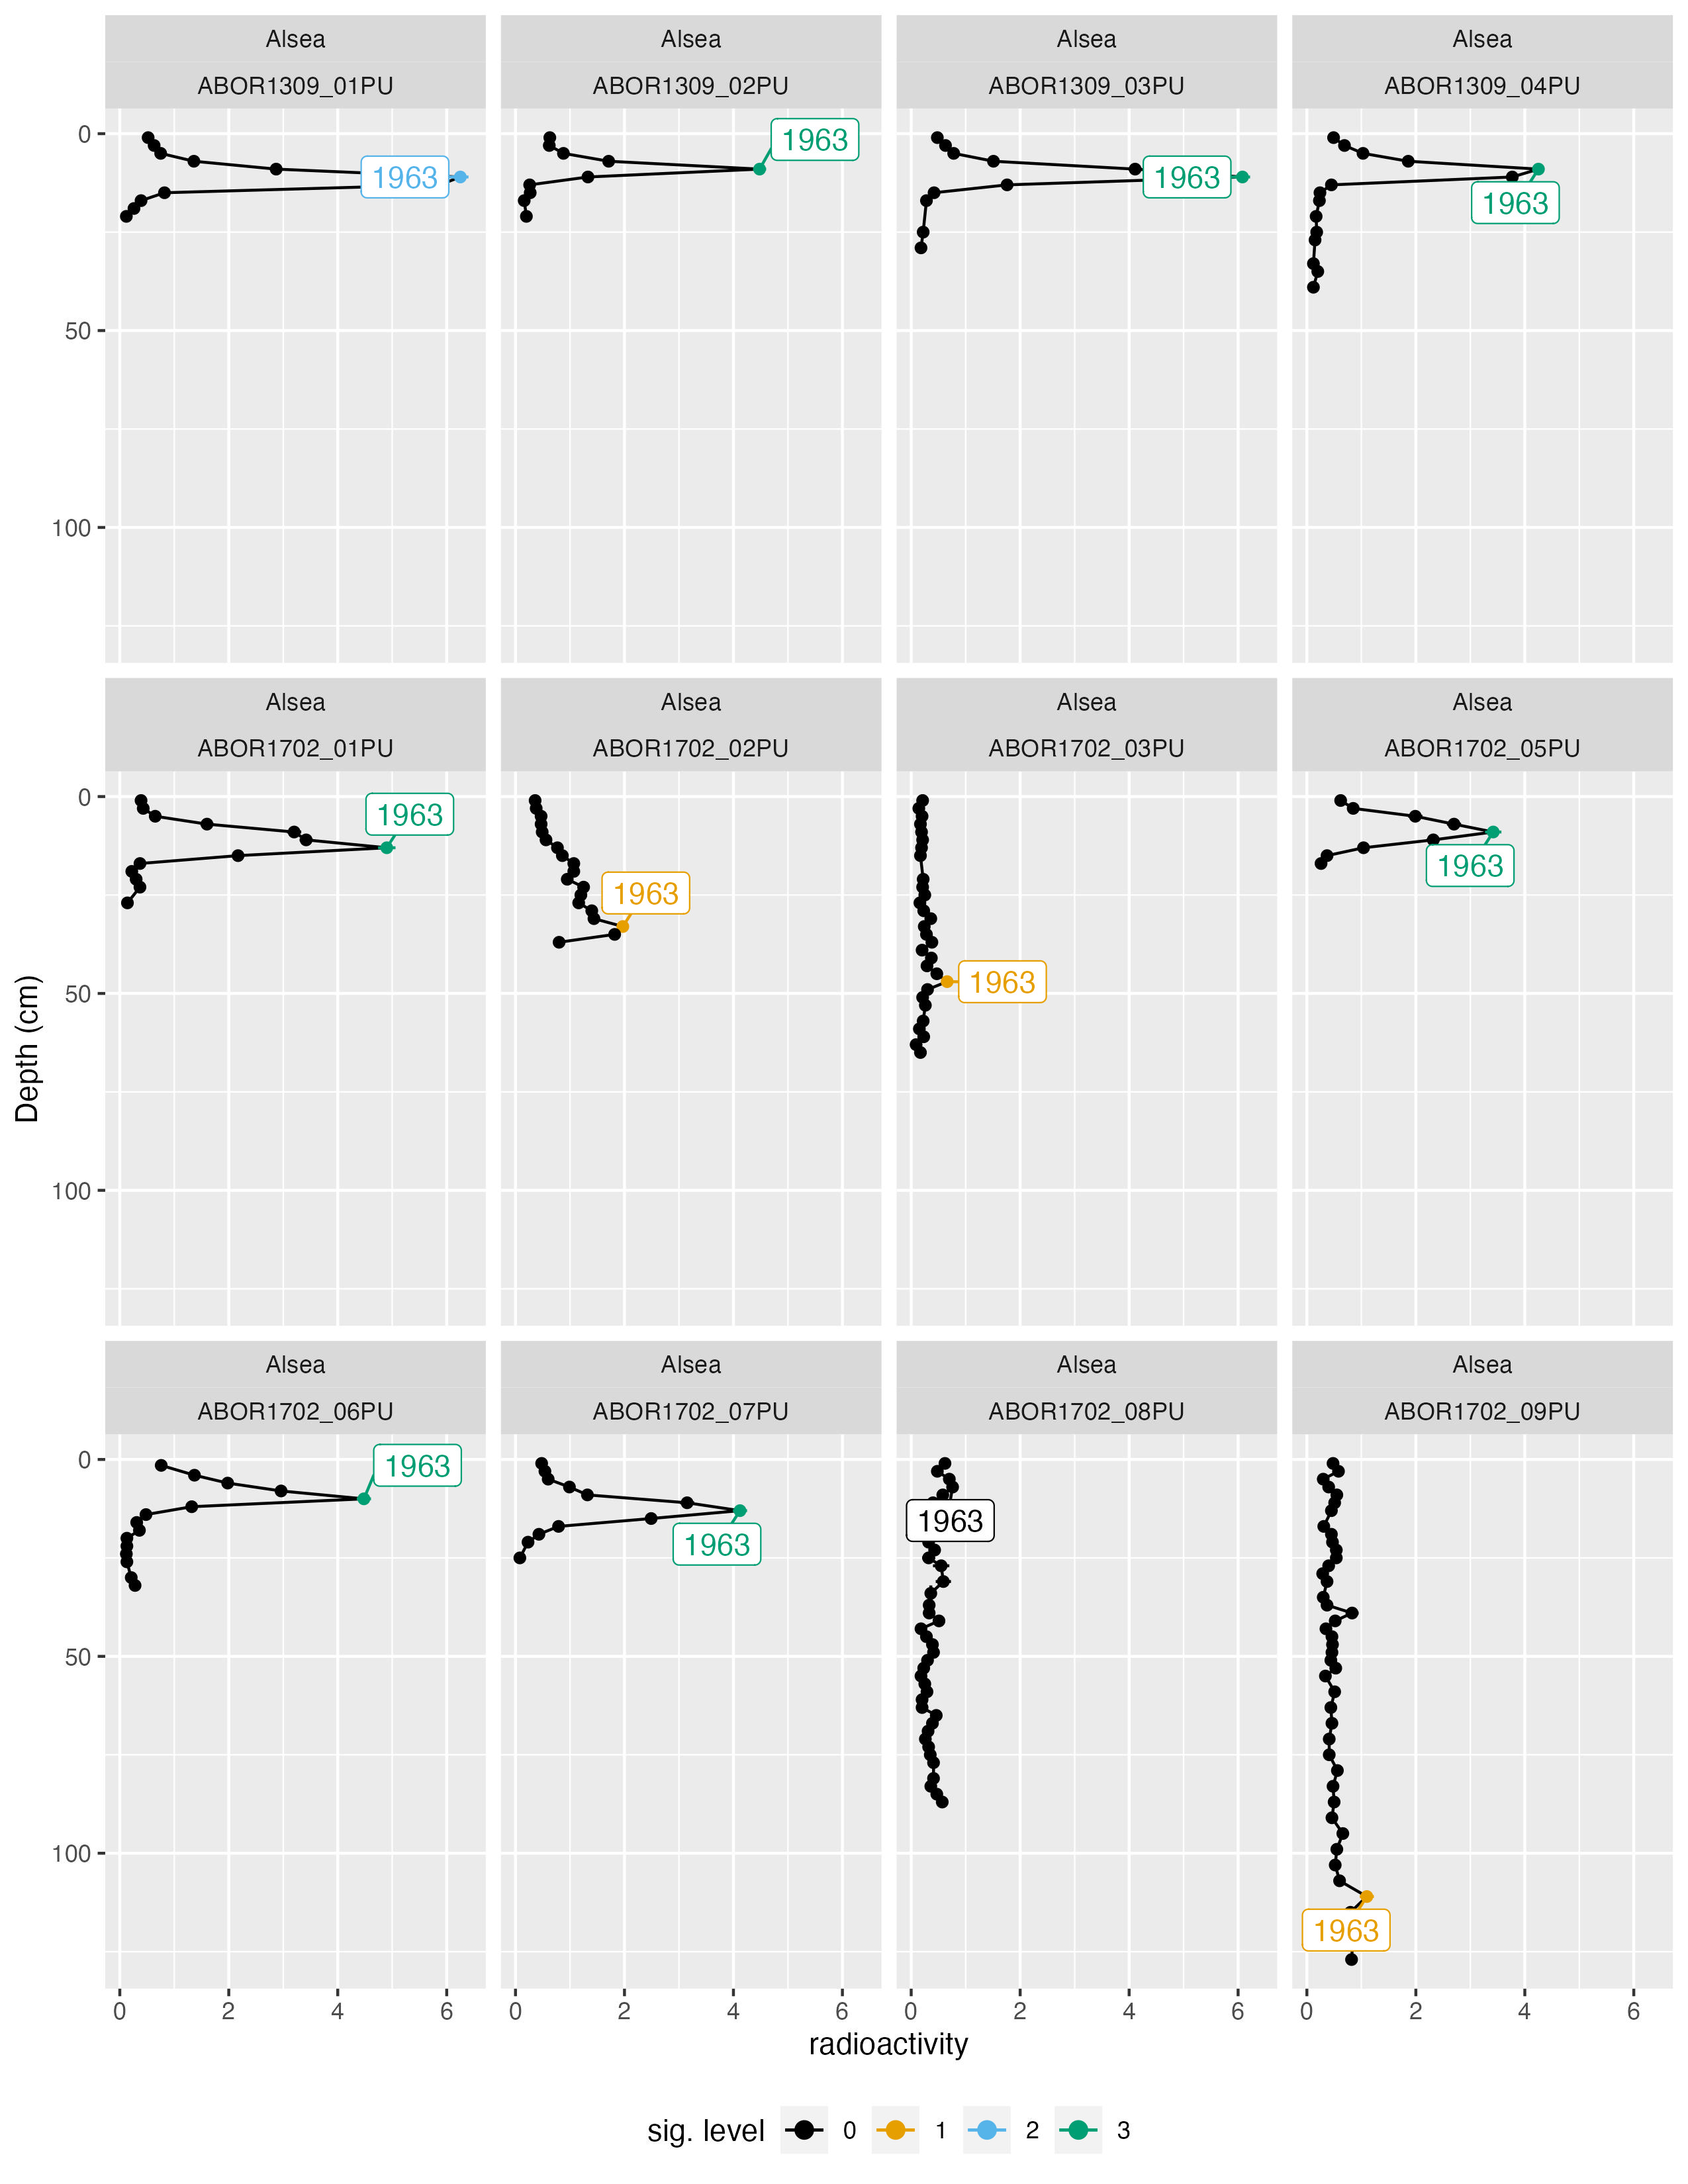 Alsea Alsea Alsea Alsea
ABOR1309_01PU ABOR1309_02PU ABOR1309_03PU ABOR1309_04PU
0
1963 1963 1963 1963
50
100
Alsea Alsea Alsea Alsea
ABOR1702_01PU ABOR1702_02PU ABOR1702_03PU ABOR1702_05PU
0
1963 1963 1963 1963
50
100
Depth (cm)
Alsea Alsea Alsea Alsea
ABOR1702_06PU ABOR1702_07PU ABOR1702_08PU ABOR1702_09PU
0
1963 1963 1963
50
100
1963
0 2 4 6 0 2 4 6 0 2 4 6 0 2 4 6
radioactivity
sig. level 0 1 2 3